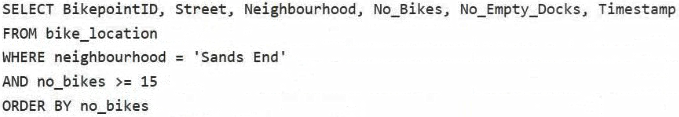 SELECT BikepointID, Street, Neighbourhood, No_Bikes, No_Empty_Docks, Timestamp
FROM bike_location
WHERE neighbourhood = 'Sands End'
AND no_bikes >= 15
ORDER BY no_bikes